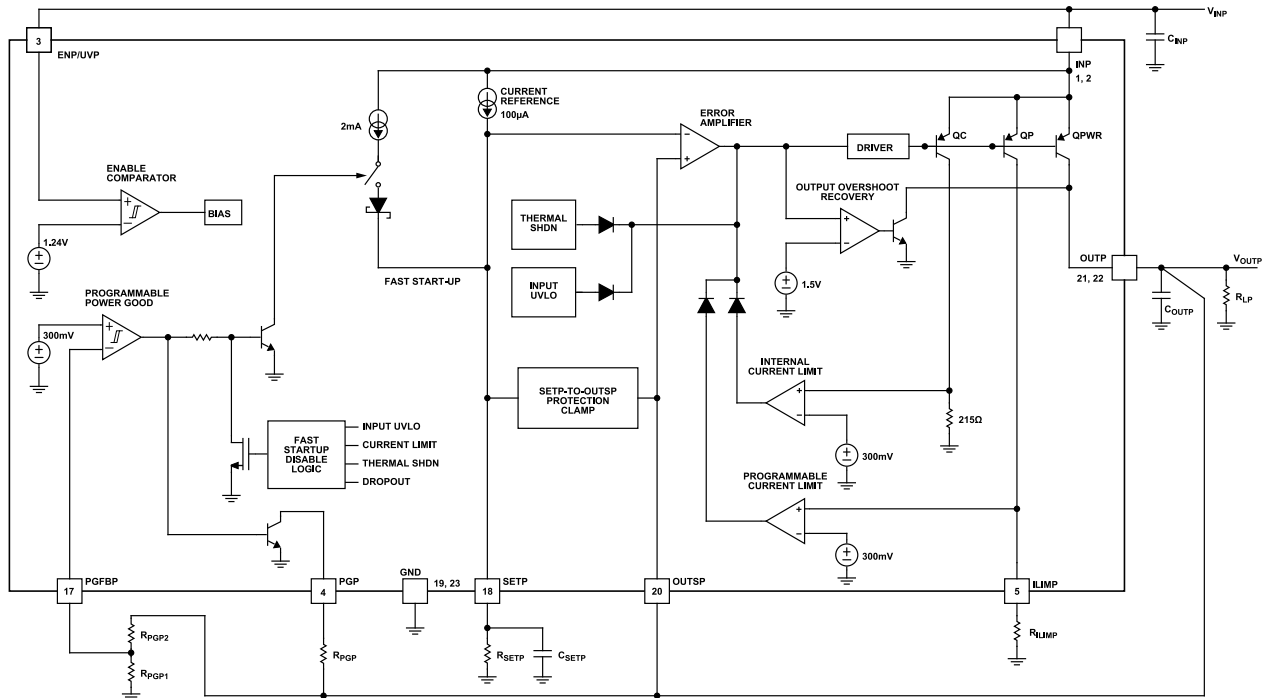 VINP
3
ENP/UVP
CINP
INP
1, 2
CURRENT
REFERENCE
100µA
2mA
ERROR
AMPLIFIER
−
+
DRIVER
QC
QP
QPWR
ENABLE
COMPARATOR
+
−
BIAS
1.24V
OUTPUT OVERSHOOT
RECOVERY
+
−
1.5V
THERMAL
SHDN
INPUT
UVLO
FAST START-UP
OUTP
21, 22
VOUTP
COUTP
RLP
PROGRAMMABLE
POWER GOOD
+
−
300mV
SETP-TO-OUTSP
PROTECTION
CLAMP
INTERNAL
CURRENT LIMIT
+
−
215Ω
300mV
FAST
STARTUP
DISABLE
LOGIC
INPUT UVLO
CURRENT LIMIT
THERMAL SHDN
DROPOUT
PROGRAMMABLE
CURRENT LIMIT
+
−
300mV
PGFBP
17
PGP
4
GND
19, 23
SETP
18
OUTSP
20
ILIMP
5
RPGP2
RPGP1
RPGP
RSETP
CSETP
RILIMP